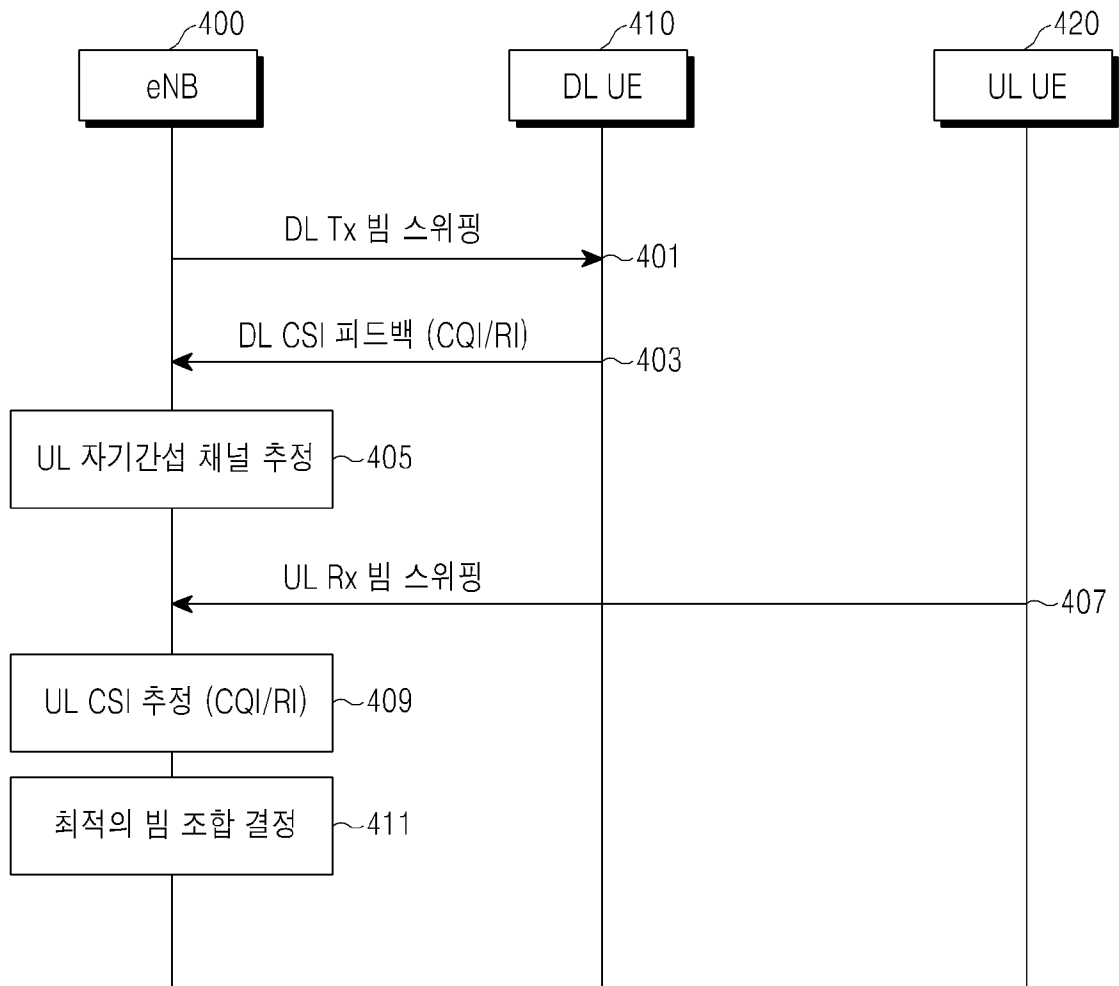 400
410
420
eNB
DL UE
UL UE
DL Tx 빔 스위핑
401
DL CSI 피드백 (CQI/RI)
403
UL 자기간섭 채널 추정
405
UL Rx 빔 스위핑
407
UL CSI 추정 (CQI/RI)
409
최적의 빔 조합 결정
411